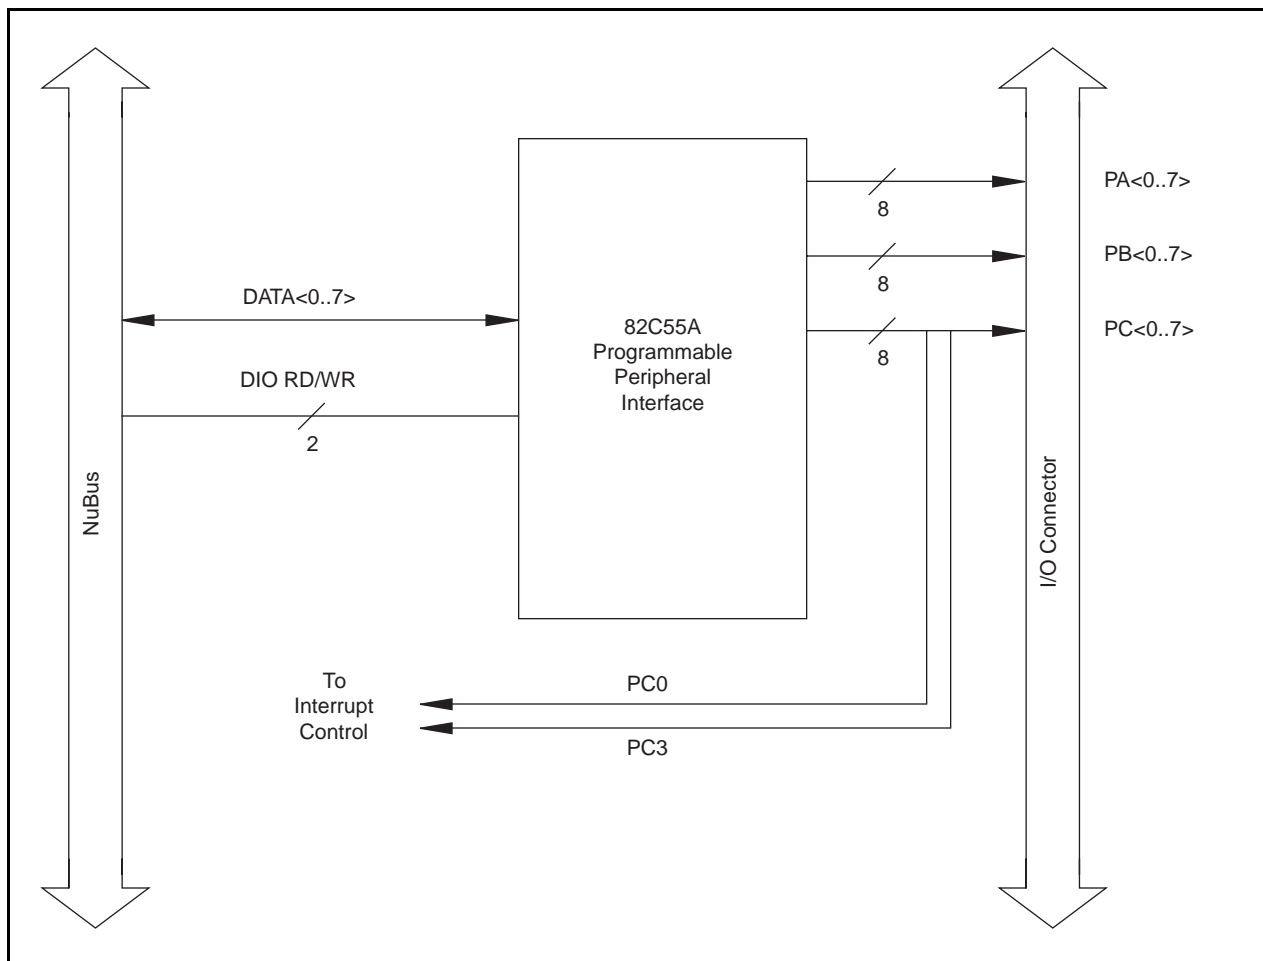 PA<0..7>
8
PB<0..7>
8
DATA<0..7>
PC<0..7>
8
82C55A
Programmable
Peripheral
Interface
DIO RD/WR
2
NuBus
I/O Connector
To
Interrupt
Control
PC0
PC3